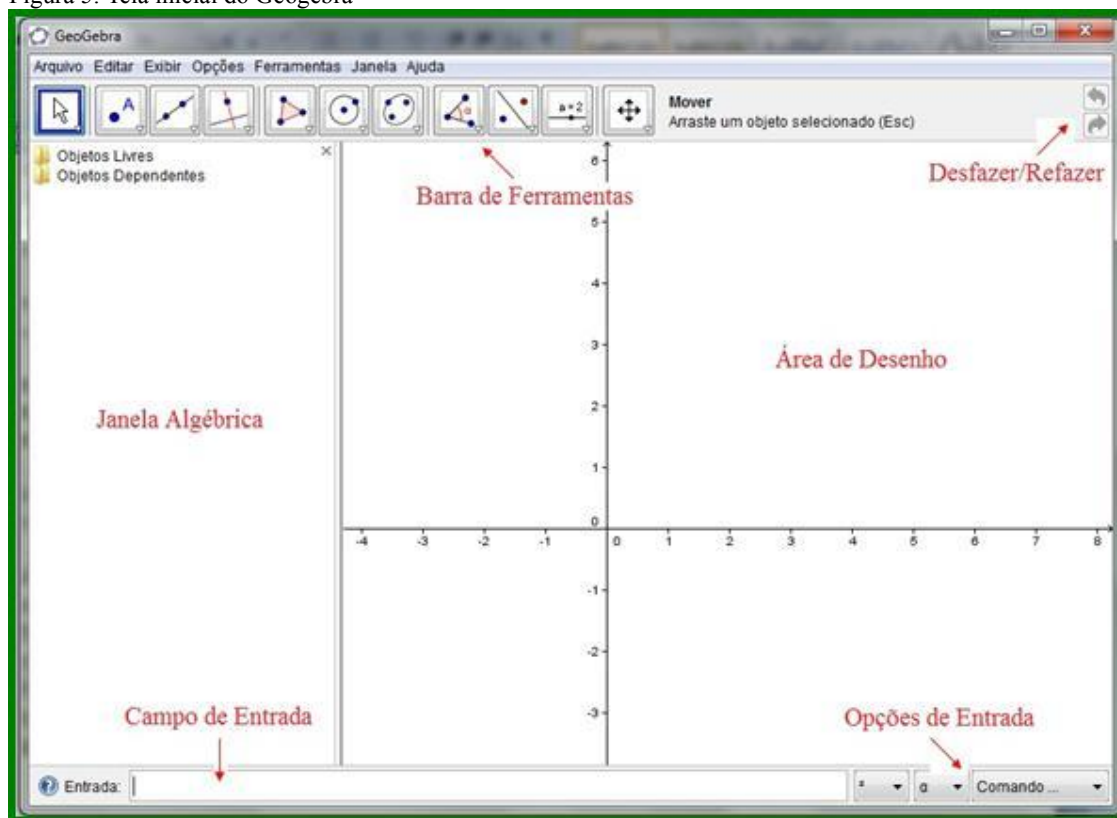 Figura 5: Tela inicial do Geogebra
GeoGebra
Arquivo Editar Exibir Opções Ferramentas Janela Ajuda
A
α
a=2
Mover
Arraste um objeto selecionado (Esc)
Objetos Livres
Objetos Dependentes
Barra de Ferramentas
Desfazer/Refazer
6
5
4
3
2
1
0
-4 -3 -2 -1 0 1 2 3 4 5 6 7 8
-1
-2
-3
Área de Desenho
Janela Algébrica
Campo de Entrada
Opções de Entrada
Entrada:
² α Comando ...